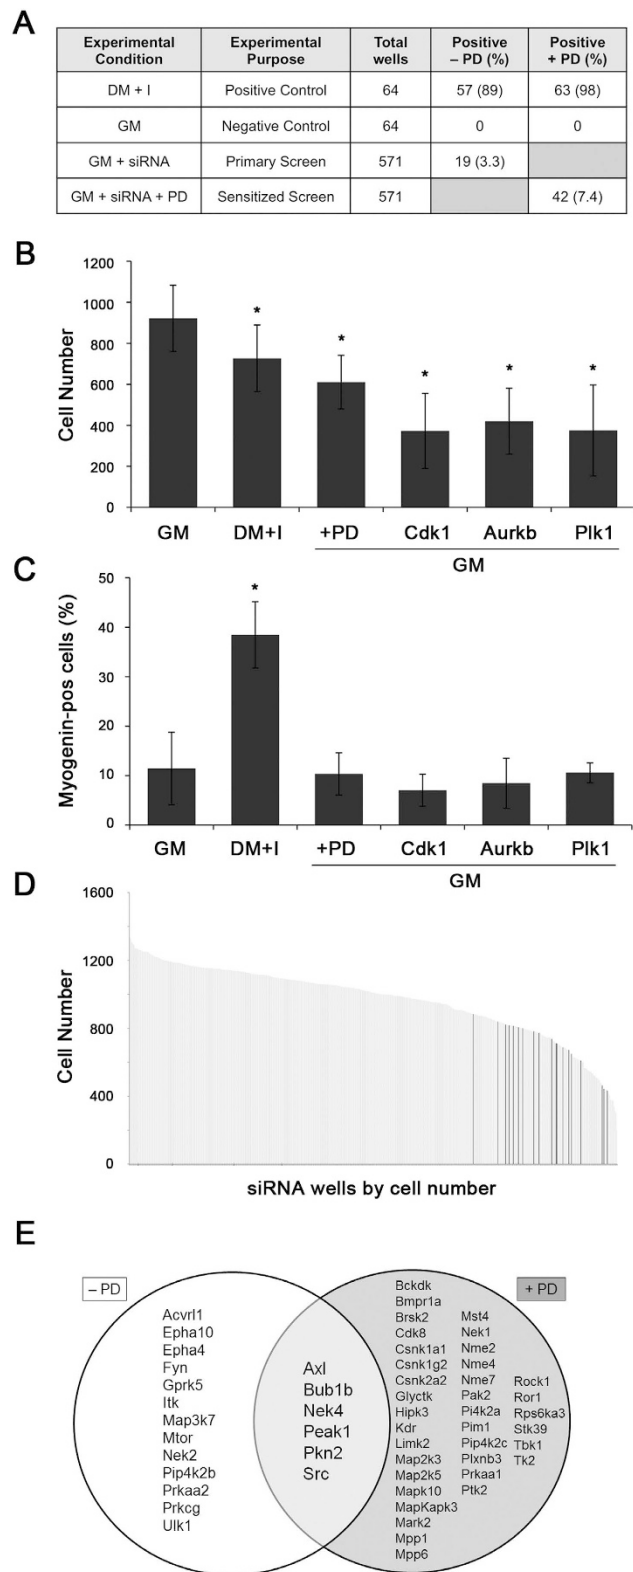 A
Experimental Condition Experimental Purpose Total wells Positive – PD (%) Positive + PD (%)
DM + I Positive Control 64 57 (89) 63 (98)
GM Negative Control 64 0 0
GM + siRNA Primary Screen 571 19 (3.3)
GM + siRNA + PD Sensitized Screen 571 42 (7.4)
B
Cell Number
1200
1000
800
600
400
200
0
* * * * *
GM DM+I +PD Cdk1 Aurkb Plk1
GM
C
Myogenin-pos cells (%)
50
40
30
20
10
0
*
GM DM+I +PD Cdk1 Aurkb Plk1
GM
D
Cell Number
1600
1200
800
400
0
siRNA wells by cell number
E
– PD
Acvrl1
Epha10
Epha4
Fyn
Gprk5
Itk
Map3k7
Mtor
Nek2
Pip4k2b
Prkaa2
Prkcg
Ulk1
Axl
Bub1b
Nek4
Peak1
Pkn2
Src
+ PD
Bckdk
Bmpr1a
Brsk2
Cdk8
Csnk1a1
Csnk1g2
Csnk2a2
Glyctk
Hipk3
Kdr
Limk2
Map2k3
Map2k5
Mapk10
MapKapk3
Mark2
Mpp1
Mpp6
Mst4
Nek1
Nme2
Nme4
Nme7
Pak2
Pi4k2a
Pim1
Pip4k2c
Plxnb3
Prkaa1
Ptk2
Rock1
Ror1
Rps6ka3
Stk39
Tbk1
Tk2